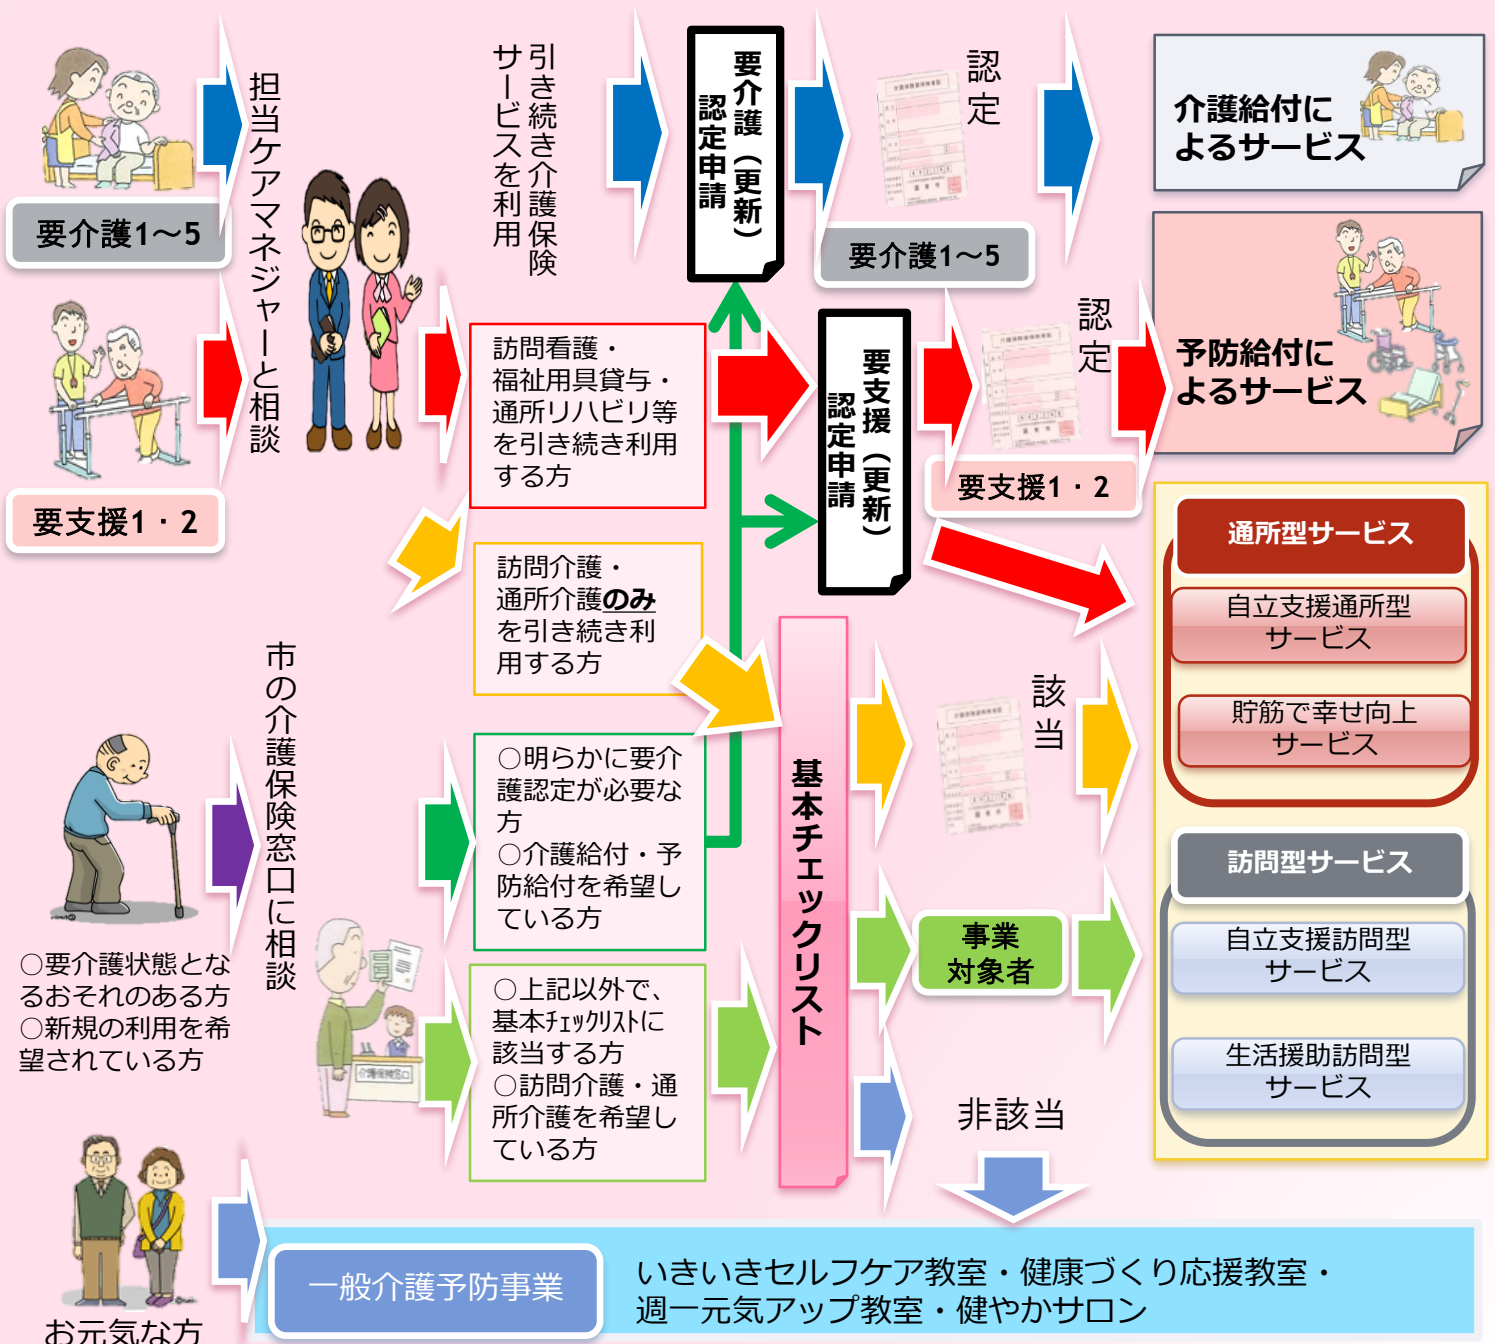 要介護1～5
要支援1・2
担当ケアマネジャーと相談
引き続き介護保険
サービスを利用
要介護（更新）
認定申請
認定
要介護1～5
介護給付に
よるサービス
訪問看護・
福祉用具貸与・
通所リハビリ等
を引き続き利用
する方
要支援（更新）
認定申請
認定
要支援1・2
予防給付に
よるサービス
訪問介護・
通所介護のみ
を引き続き利
用する方
○要介護状態とな
るおそれのある方
○新規の利用を希
望されている方
市の介護保険窓口に相談
介護保険窓口
○明らかに要介
護認定が必要な
方
○介護給付・予
防給付を希望し
ている方
○上記以外で、
基本ﾁｪｯｸﾘｽﾄに
該当する方
○訪問介護・通
所介護を希望し
ている方
基本チェックリスト
該当
事業
対象者
非該当
通所型サービス
自立支援通所型
サービス
貯筋で幸せ向上
サービス
訪問型サービス
自立支援訪問型
サービス
生活援助訪問型
サービス
お元気な方
一般介護予防事業
いきいきセルフケア教室・健康づくり応援教室・
週一元気アップ教室・健やかサロン